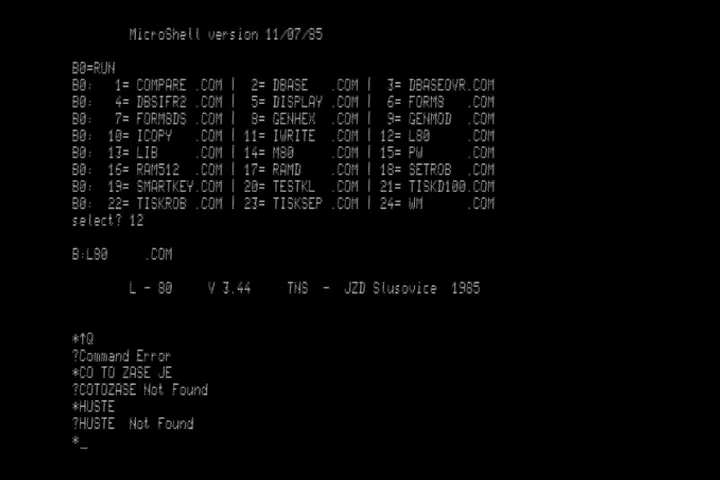 MicroShell version 11/07/85
B0=RUN
B0:   1= COMPARE .COM |  2= DBASE   .COM |  3= DBASEOVR.COM
B0:   4= DBSIFR2 .COM |  5= DISPLAY .COM |  6= FORM8   .COM
B0:   7= FORM8DS .COM |  8= GENHEX  .COM |  9= GENMOD  .COM
B0:  10= ICOPY   .COM | 11= IWRITE  .COM | 12= L80     .COM
B0:  13= LIB     .COM | 14= M80     .COM | 15= PW      .COM
B0:  16= RAM512  .COM | 17= RAMD    .COM | 18= SETROB  .COM
B0:  19= SMARTKEY.COM | 20= TESTKL  .COM | 21= TISKD100.COM
B0:  22= TISKROB .COM | 23= TISKSEP .COM | 24= WM      .COM
select? 12
B:L80     .COM
L - 80     V 3.44     TNS  -  JZD Slusovice  1985
*↑Q
?Command Error
*CO TO ZASE JE
?COTOZASE Not Found
*HUSTE
?HUSTE  Not Found
*_